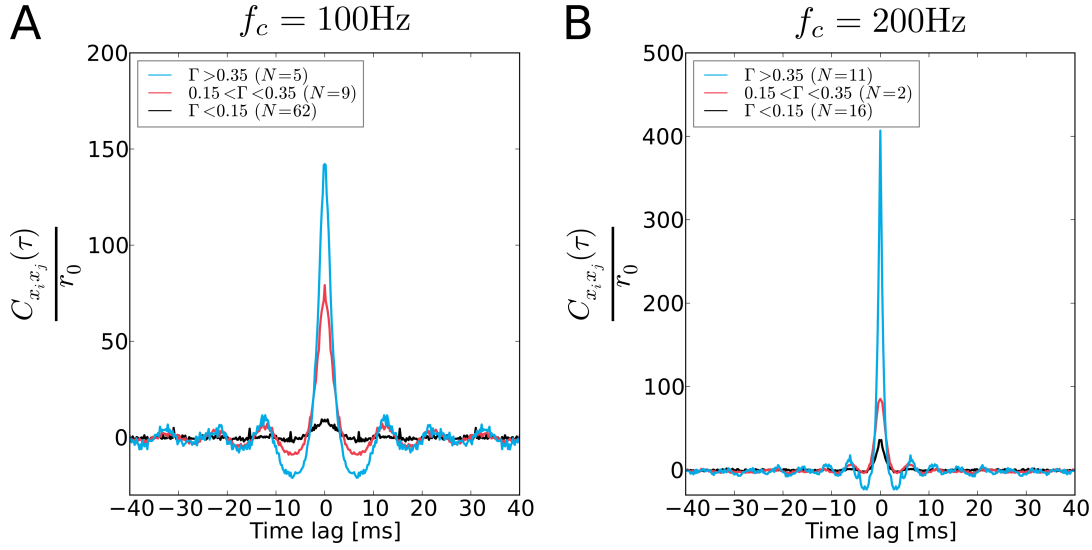 A
f_c = 100Hz
200
150
100
50
0
Γ>0.35 (N=5)
0.15<Γ<0.35 (N=9)
Γ<0.15 (N=62)
C_{x_i x_j}(τ)
r_0
−40 −30 −20 −10 0 10 20 30 40
Time lag [ms]
B
f_c = 200Hz
500
400
300
200
100
0
Γ>0.35 (N=11)
0.15<Γ<0.35 (N=2)
Γ<0.15 (N=16)
C_{x_i x_j}(τ)
r_0
−40 −30 −20 −10 0 10 20 30 40
Time lag [ms]